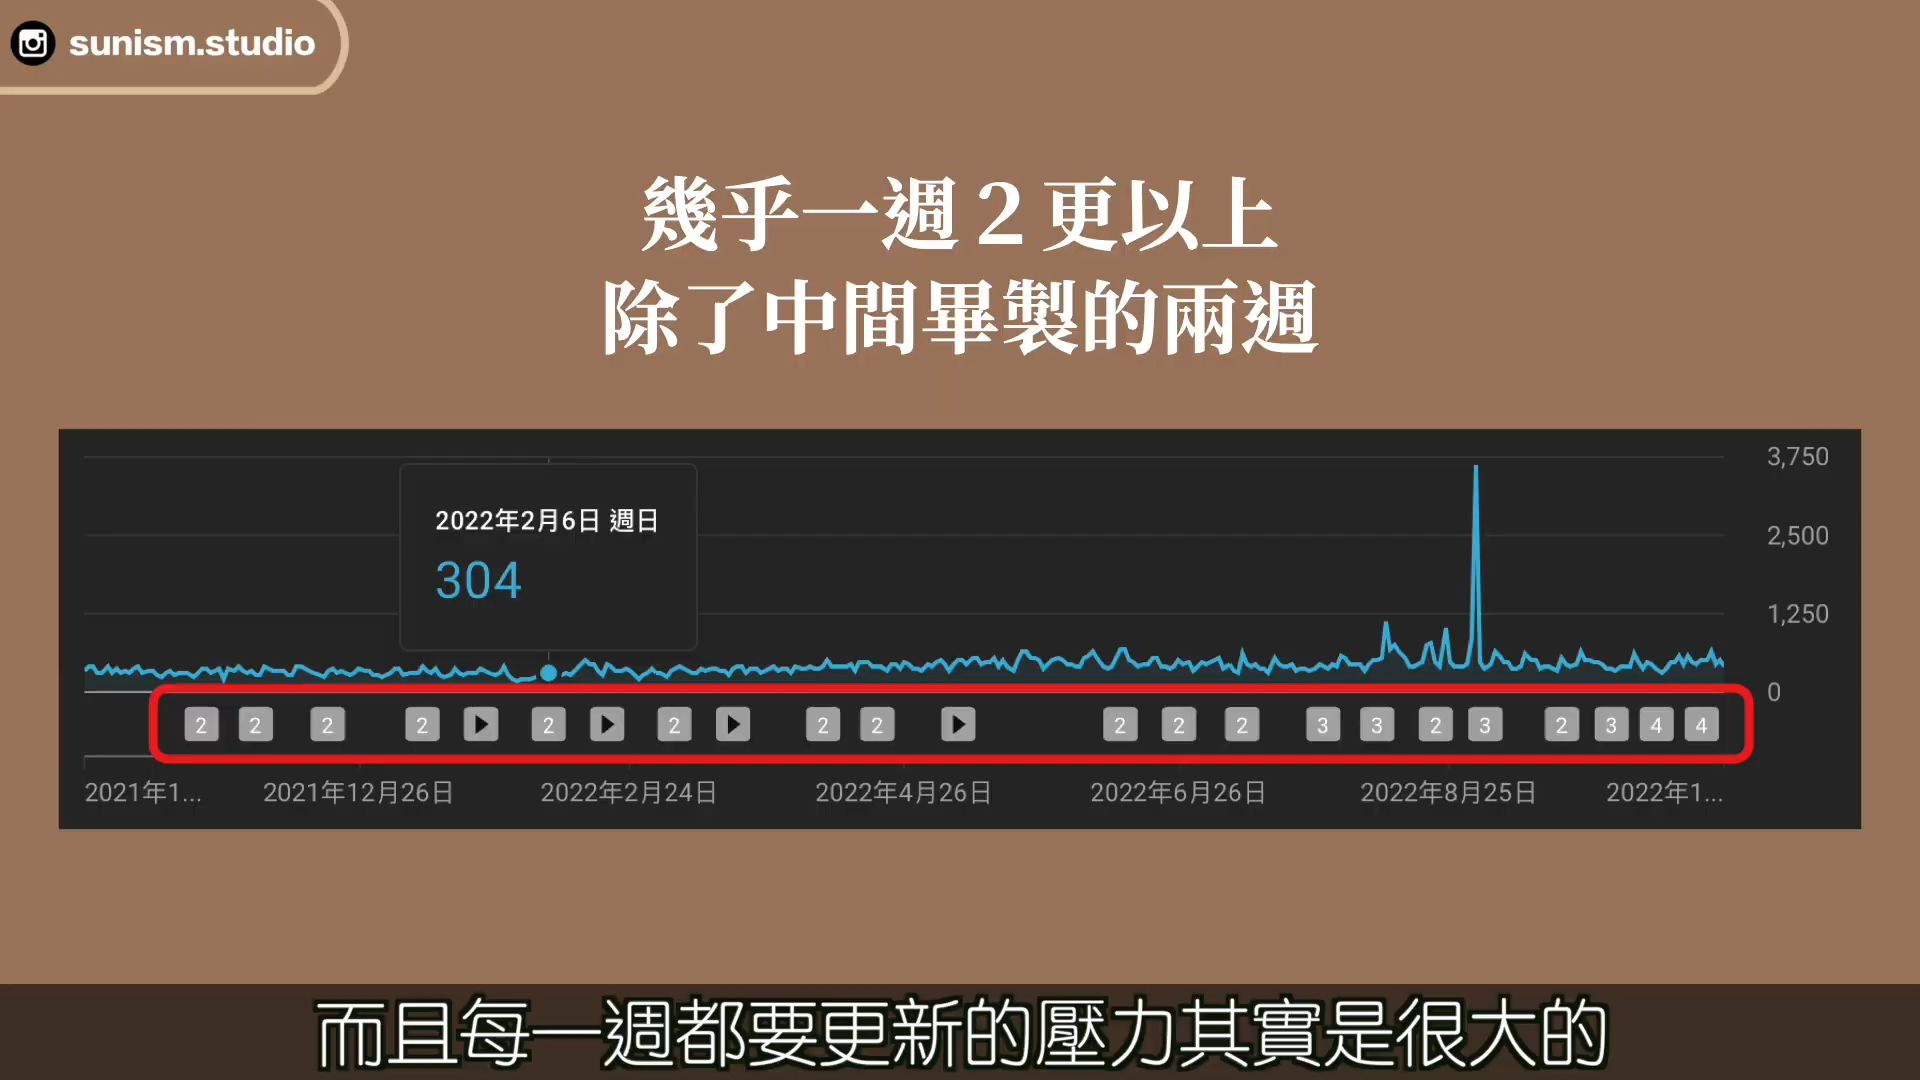 sunism.studio
幾乎一週2更以上
除了中間畢製的兩週
3,750
2022年2月6日 週日
2,500
304
1,250
0
2 2 2 2 2 2 2 2 2 2 2 3 3 2 3 2 3 4 4
2021年1... 2021年12月26日 2022年2月24日 2022年4月26日 2022年6月26日 2022年8月25日 2022年1...
而且每一週都要更新的壓力其實是很大的